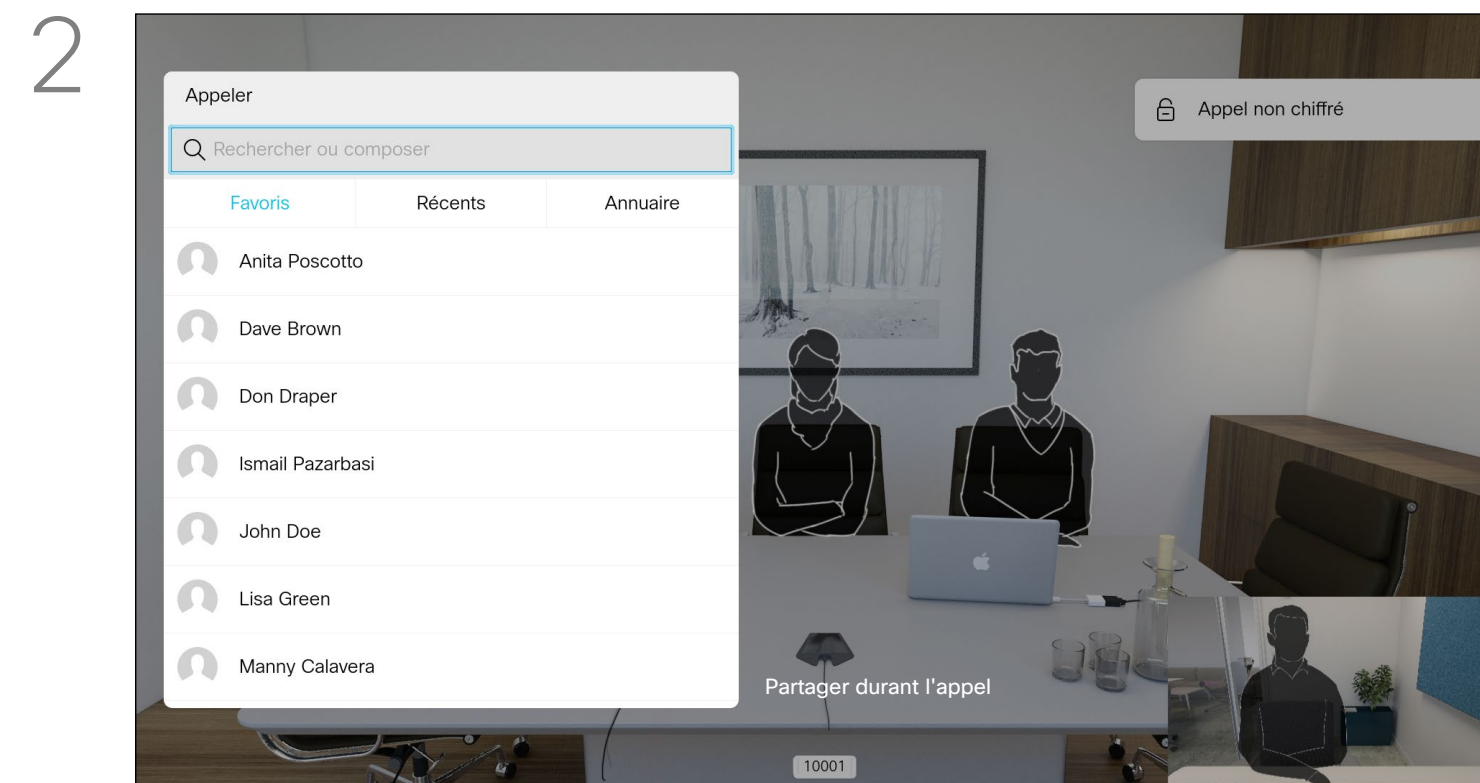 2
Appeler
Appel non chiffré
Rechercher ou composer
Favoris Récents Annuaire
Anita Poscotto
Dave Brown
Don Draper
Ismail Pazarbasi
John Doe
Lisa Green
Manny Calavera
Partager durant l'appel
10001